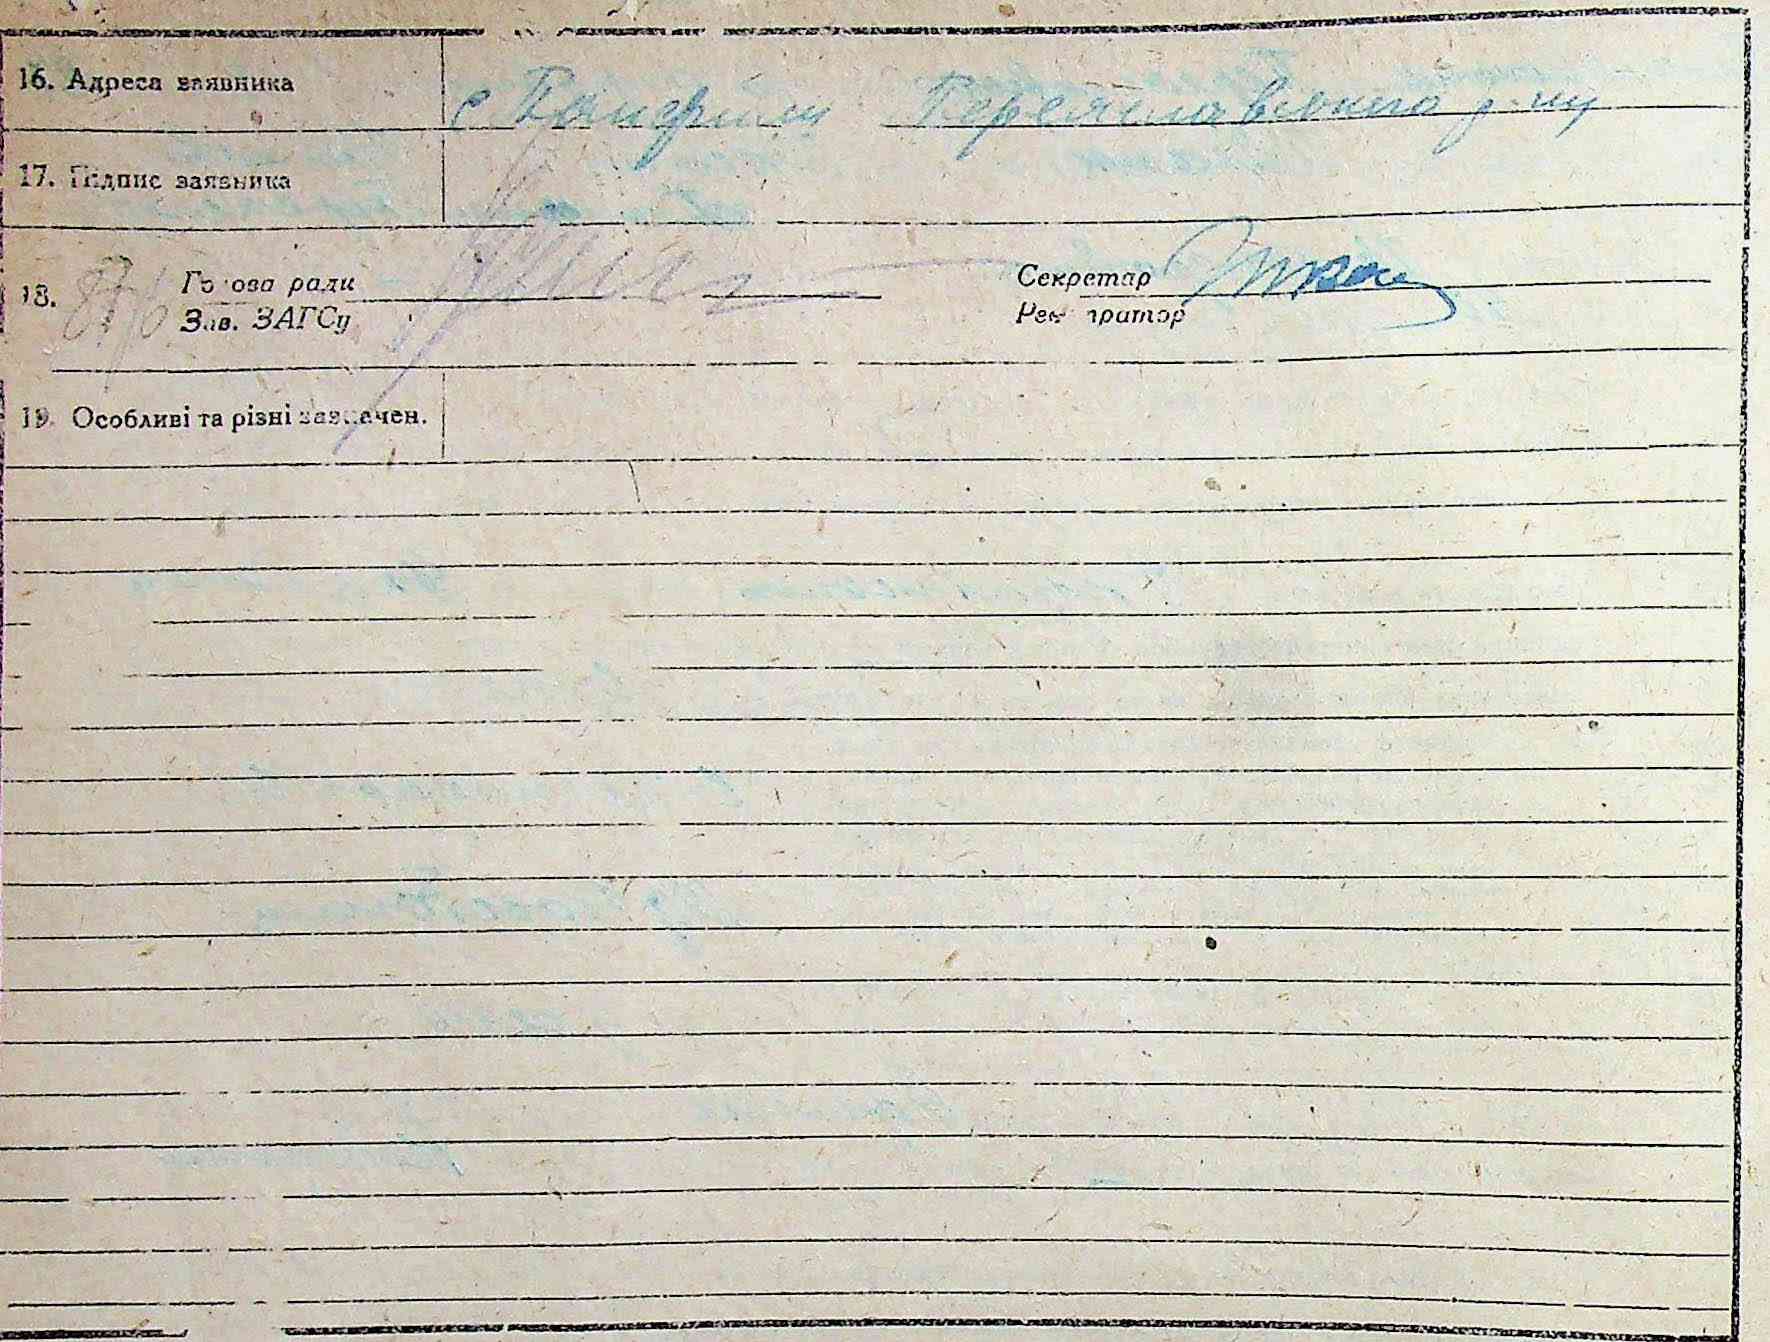 16. Адреса заявника с Панфили Переяславського р-ну
17. Підпис заявника
18. Голова ради Секретар
Зав. ЗАГСу Реєстратор
19. Особливі та різні зазначен.